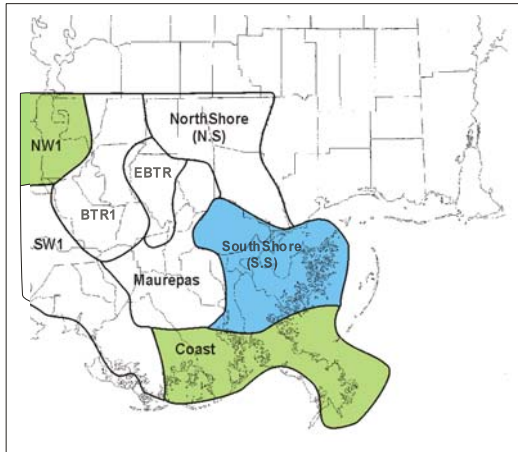 NorthShore
(N.S)
NW1
EBTR
BTR1
SW1
SouthShore
(S.S)
Maurepas
Coast